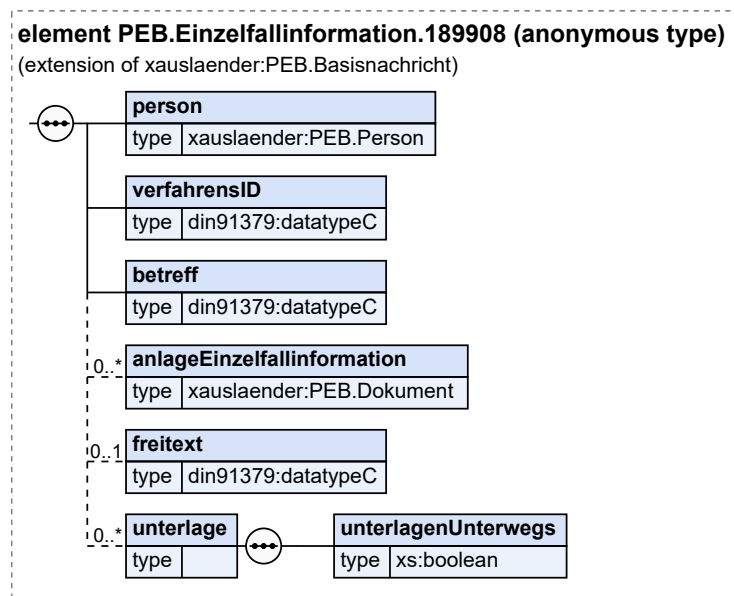 element PEB.Einzelfallinformation.189908 (anonymous type)
(extension of xauslaender:PEB.Basisnachricht)
person
type xauslaender:PEB.Person
verfahrensID
type din91379:datatypeC
betreff
type din91379:datatypeC
0..* anlageEinzelfallinformation
type xauslaender:PEB.Dokument
0..1 freitext
type din91379:datatypeC
0..* unterlage unterlagenUnterwegs
type type xs:boolean